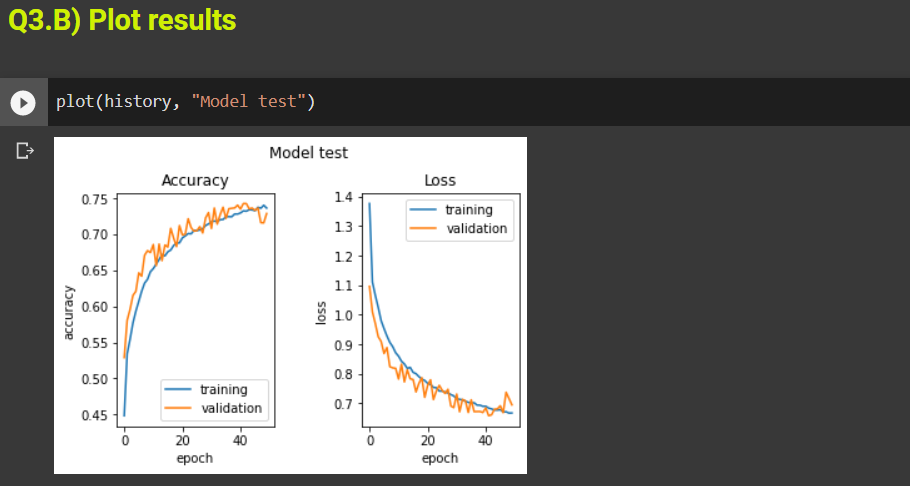 Q3.B) Plot results
plot(history, "Model test")
Model test
Accuracy
0.75
0.70
0.65
0.60
0.55
0.50
0.45
accuracy
training
validation
0
20
40
epoch
Loss
1.4
1.3
1.2
1.1
1.0
0.9
0.8
0.7
loss
training
validation
0
20
40
epoch